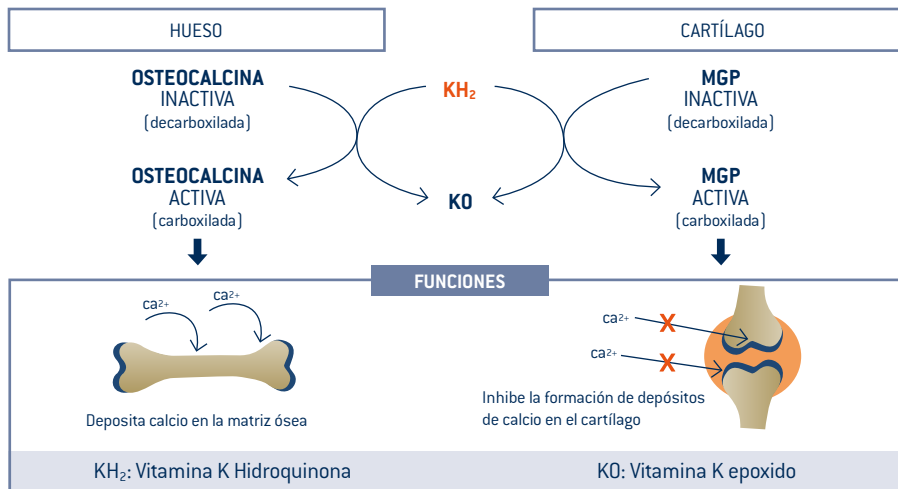 HUESO
CARTÍLAGO
OSTEOCALCINA
INACTIVA
(decarboxilada)
KH₂
MGP
INACTIVA
(decarboxilada)
OSTEOCALCINA
ACTIVA
(carboxilada)
KO
MGP
ACTIVA
(carboxilada)
FUNCIONES
ca²⁺
ca²⁺
ca²⁺
X
ca²⁺
X
Deposita calcio en la matriz ósea
Inhibe la formación de depósitos
de calcio en el cartílago
KH₂: Vitamina K Hidroquinona
KO: Vitamina K epoxido